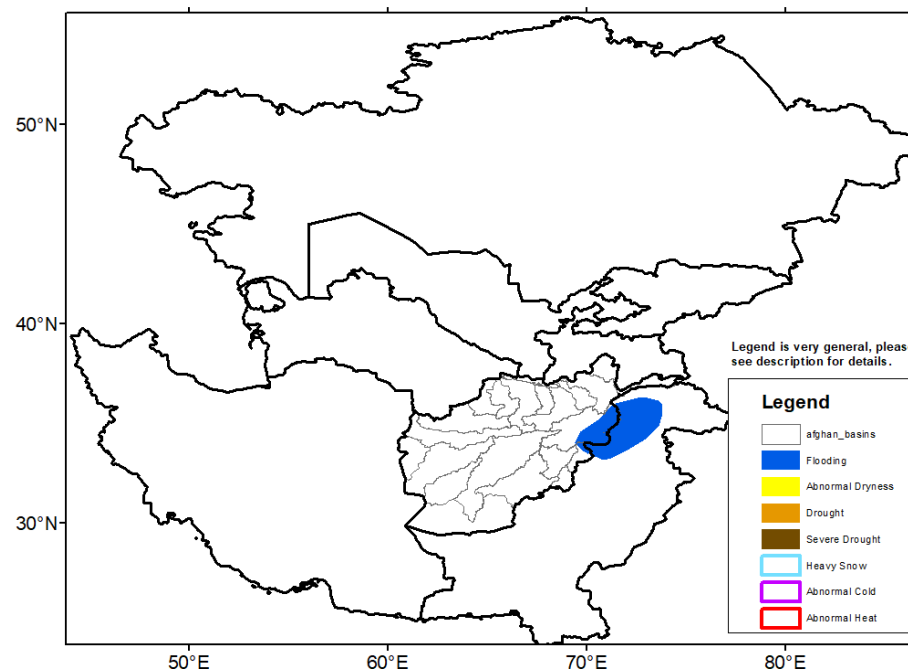 50°N
40°N
30°N
50°E
60°E
70°E
80°E
Legend is very general, please
see description for details.
Legend
afghan_basins
Flooding
Abnormal Dryness
Drought
Severe Drought
Heavy Snow
Abnormal Cold
Abnormal Heat